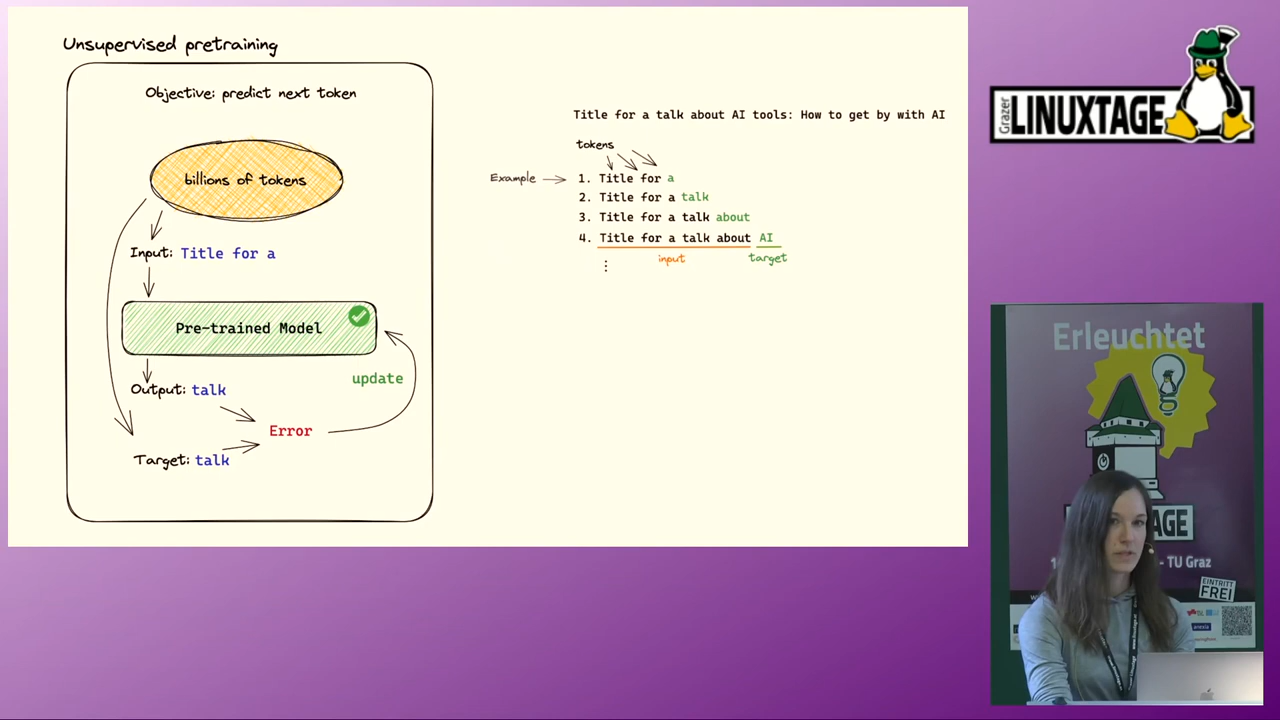 Unsupervised pretraining
Objective: predict next token
billions of tokens
Input: Title for a
Pre-trained Model
Output: talk
update
Error
Target: talk
Title for a talk about AI tools: How to get by with AI
tokens
Example
1. Title for a
2. Title for a talk
3. Title for a talk about
4. Title for a talk about AI
input
target
⋮
Grazer
LINUXTAGE
Erleuchtet
TAGE
- TU Graz
EINTRITT
FREI